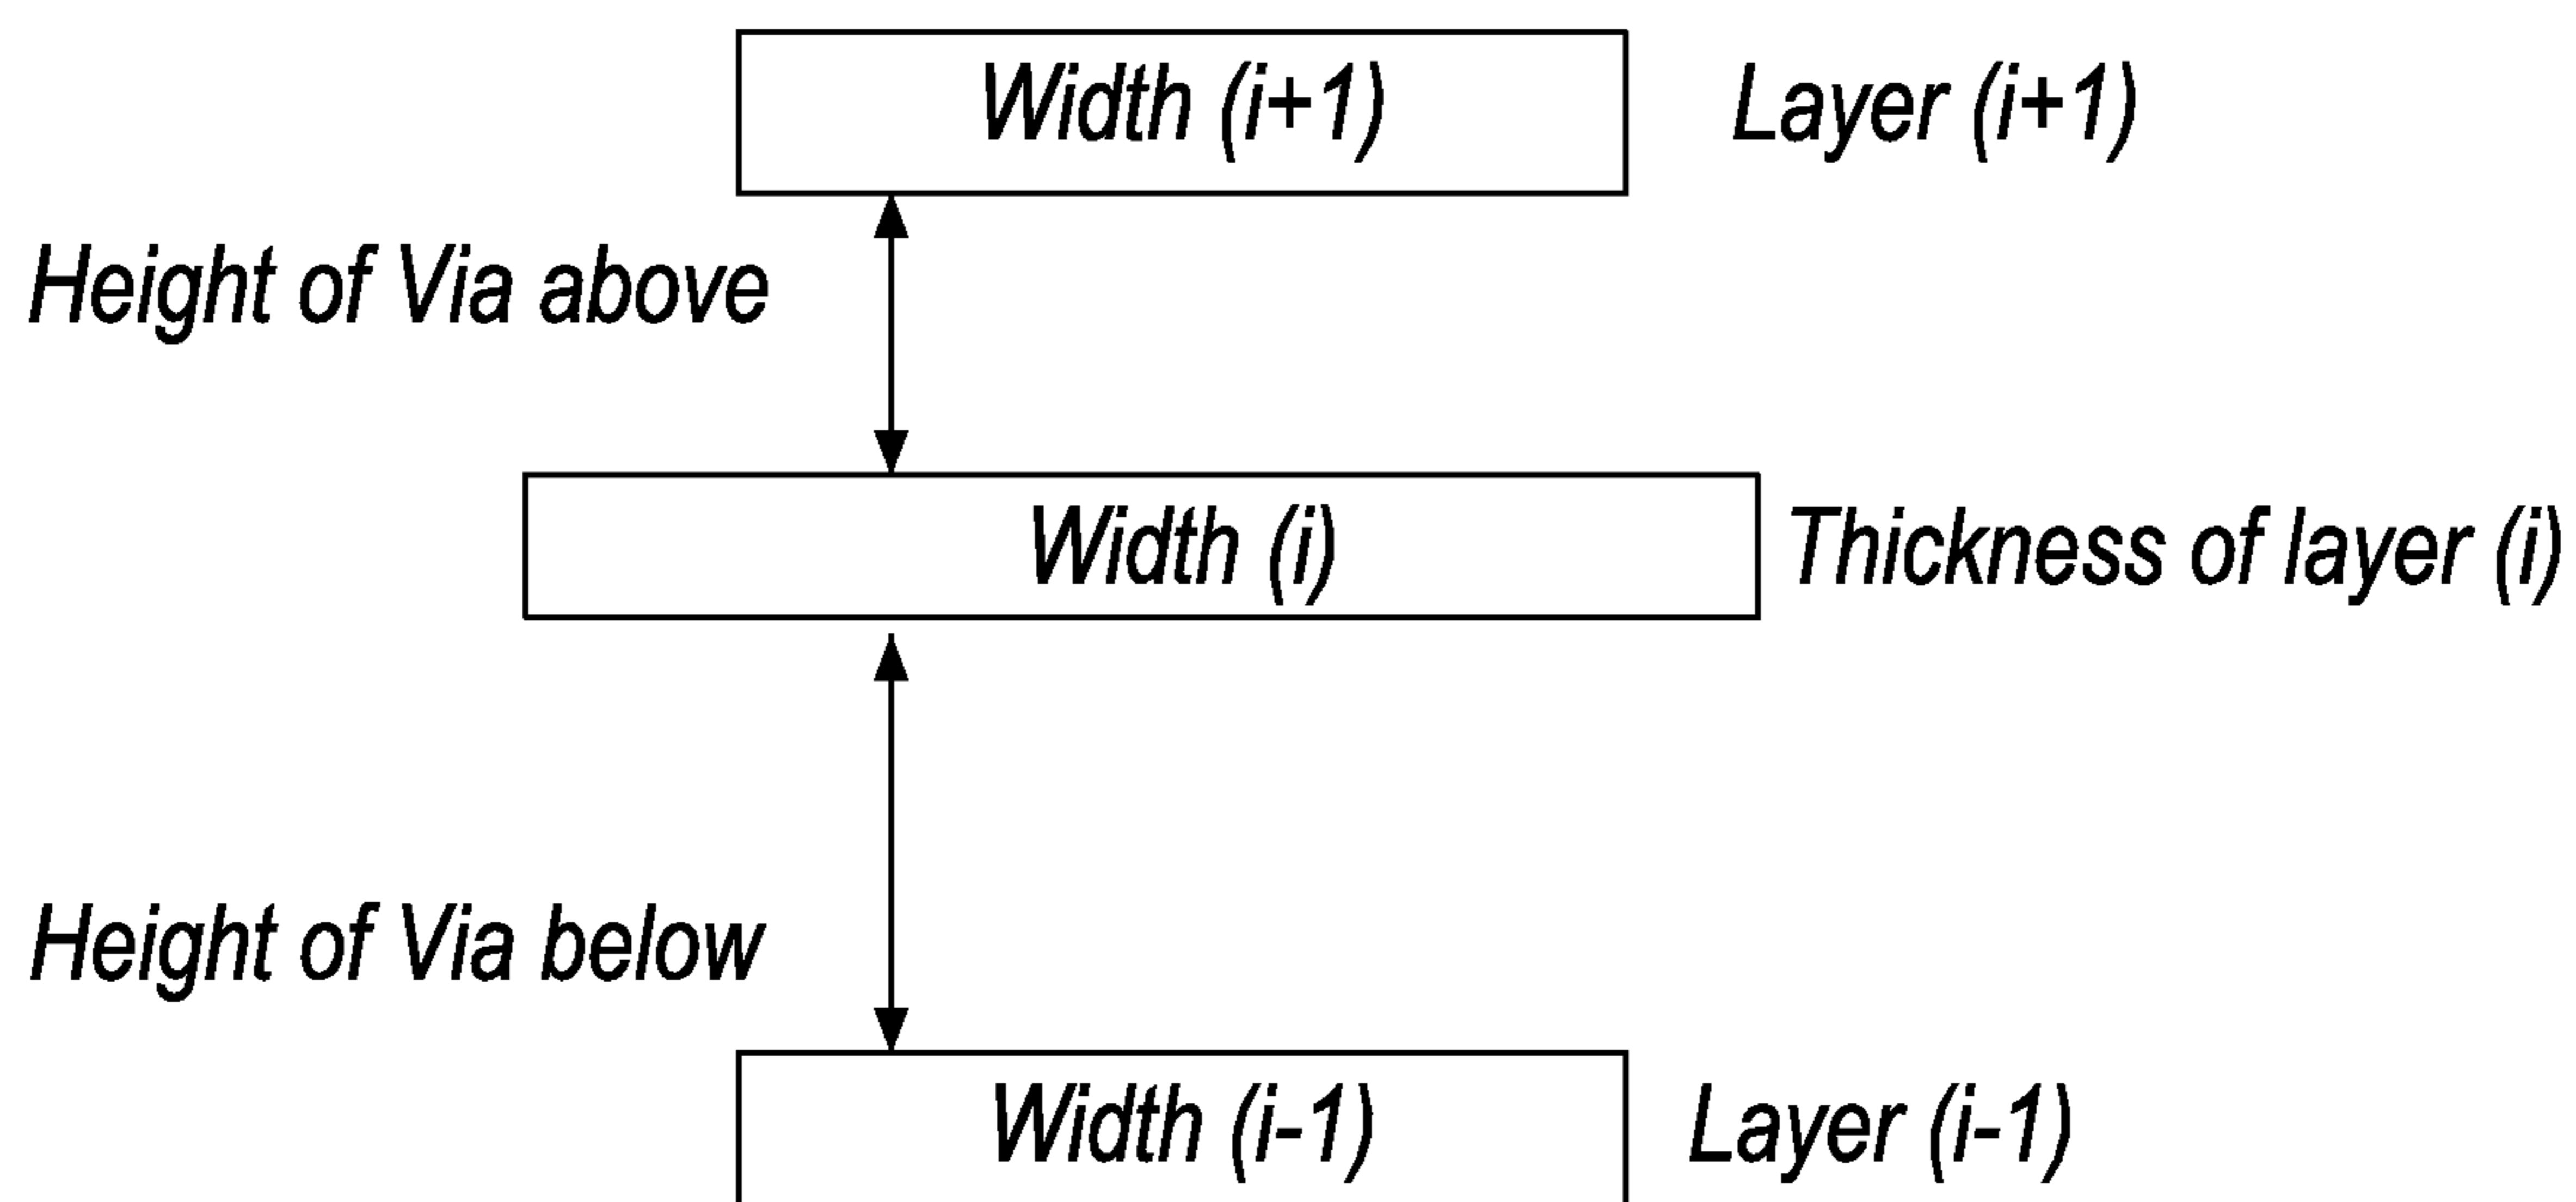 Width (i+1)
Layer (i+1)
Height of Via above
Width (i)
Thickness of layer (i)
Height of Via below
Width (i-1)
Layer (i-1)